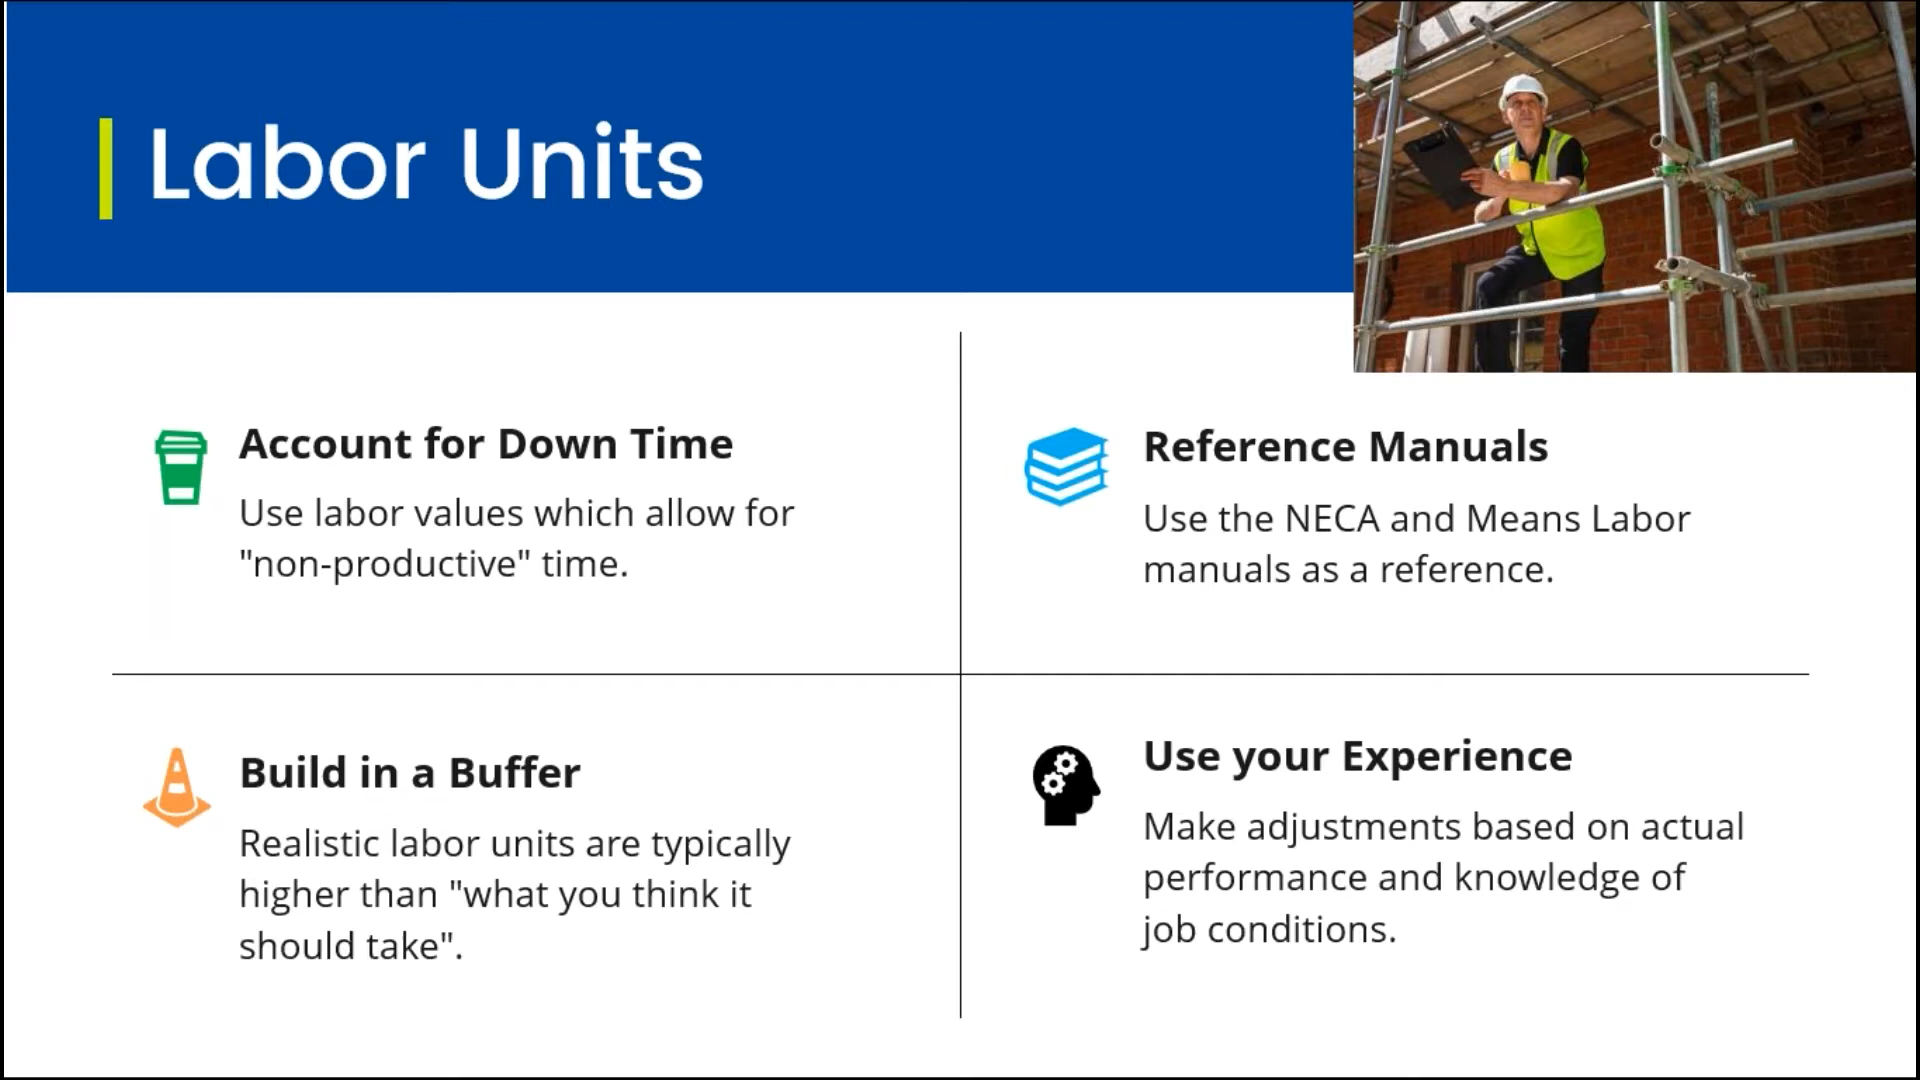 Labor Units
Account for Down Time
Use labor values which allow for
"non-productive" time.
Reference Manuals
Use the NECA and Means Labor
manuals as a reference.
Build in a Buffer
Realistic labor units are typically
higher than "what you think it
should take".
Use your Experience
Make adjustments based on actual
performance and knowledge of
job conditions.